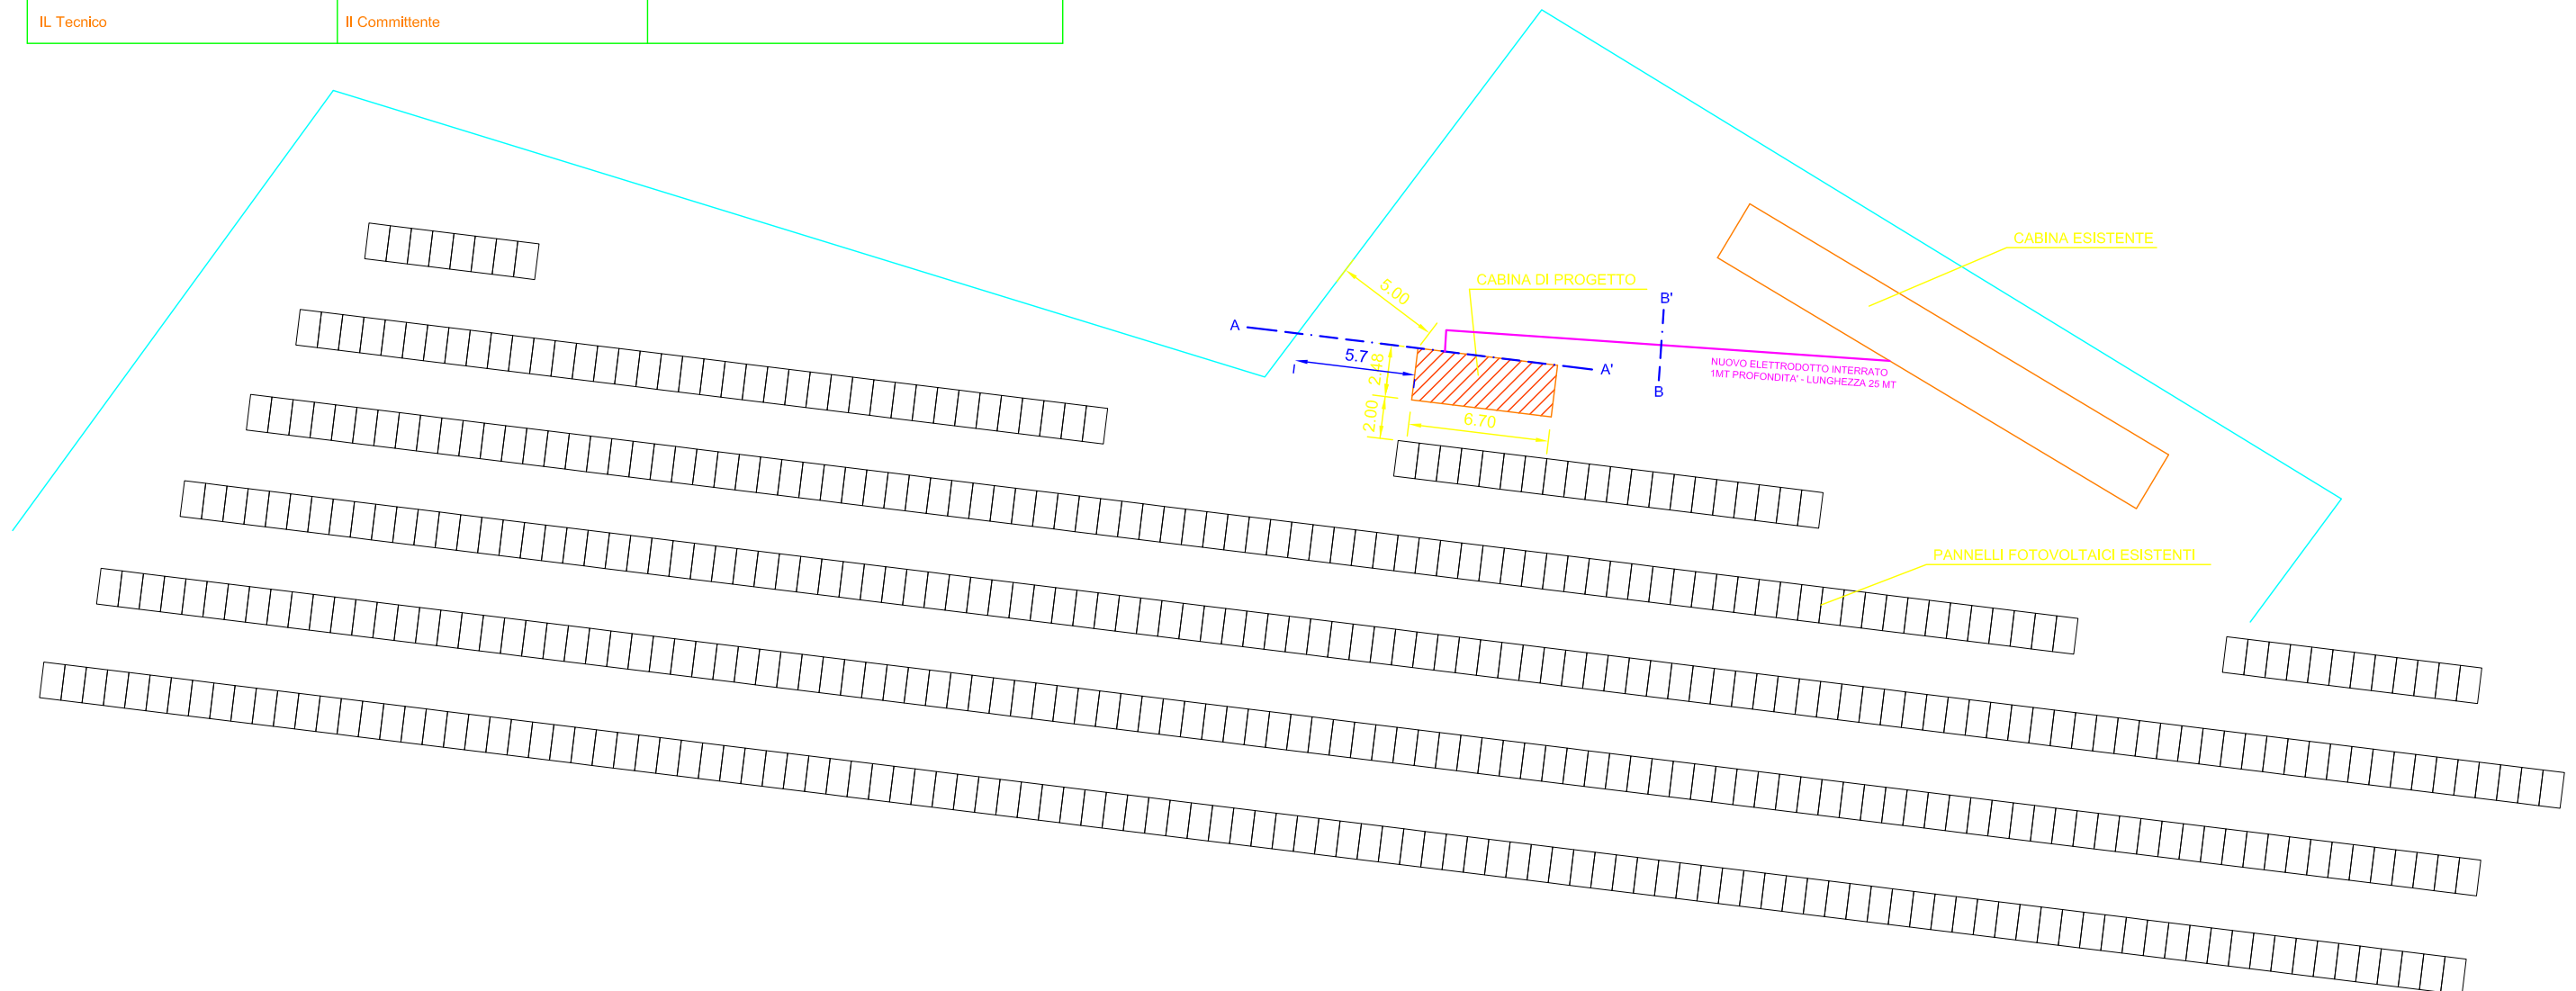 IL Tecnico
Il Committente
CABINA ESISTENTE
5.00
CABINA DI PROGETTO
B'
A
5.7
2.48
A'
NUOVO ELETTRODOTTO INTERRATO
1MT PROFONDITA' - LUNGHEZZA 25 MT
B
2.00
6.70
PANNELLI FOTOVOLTAICI ESISTENTI